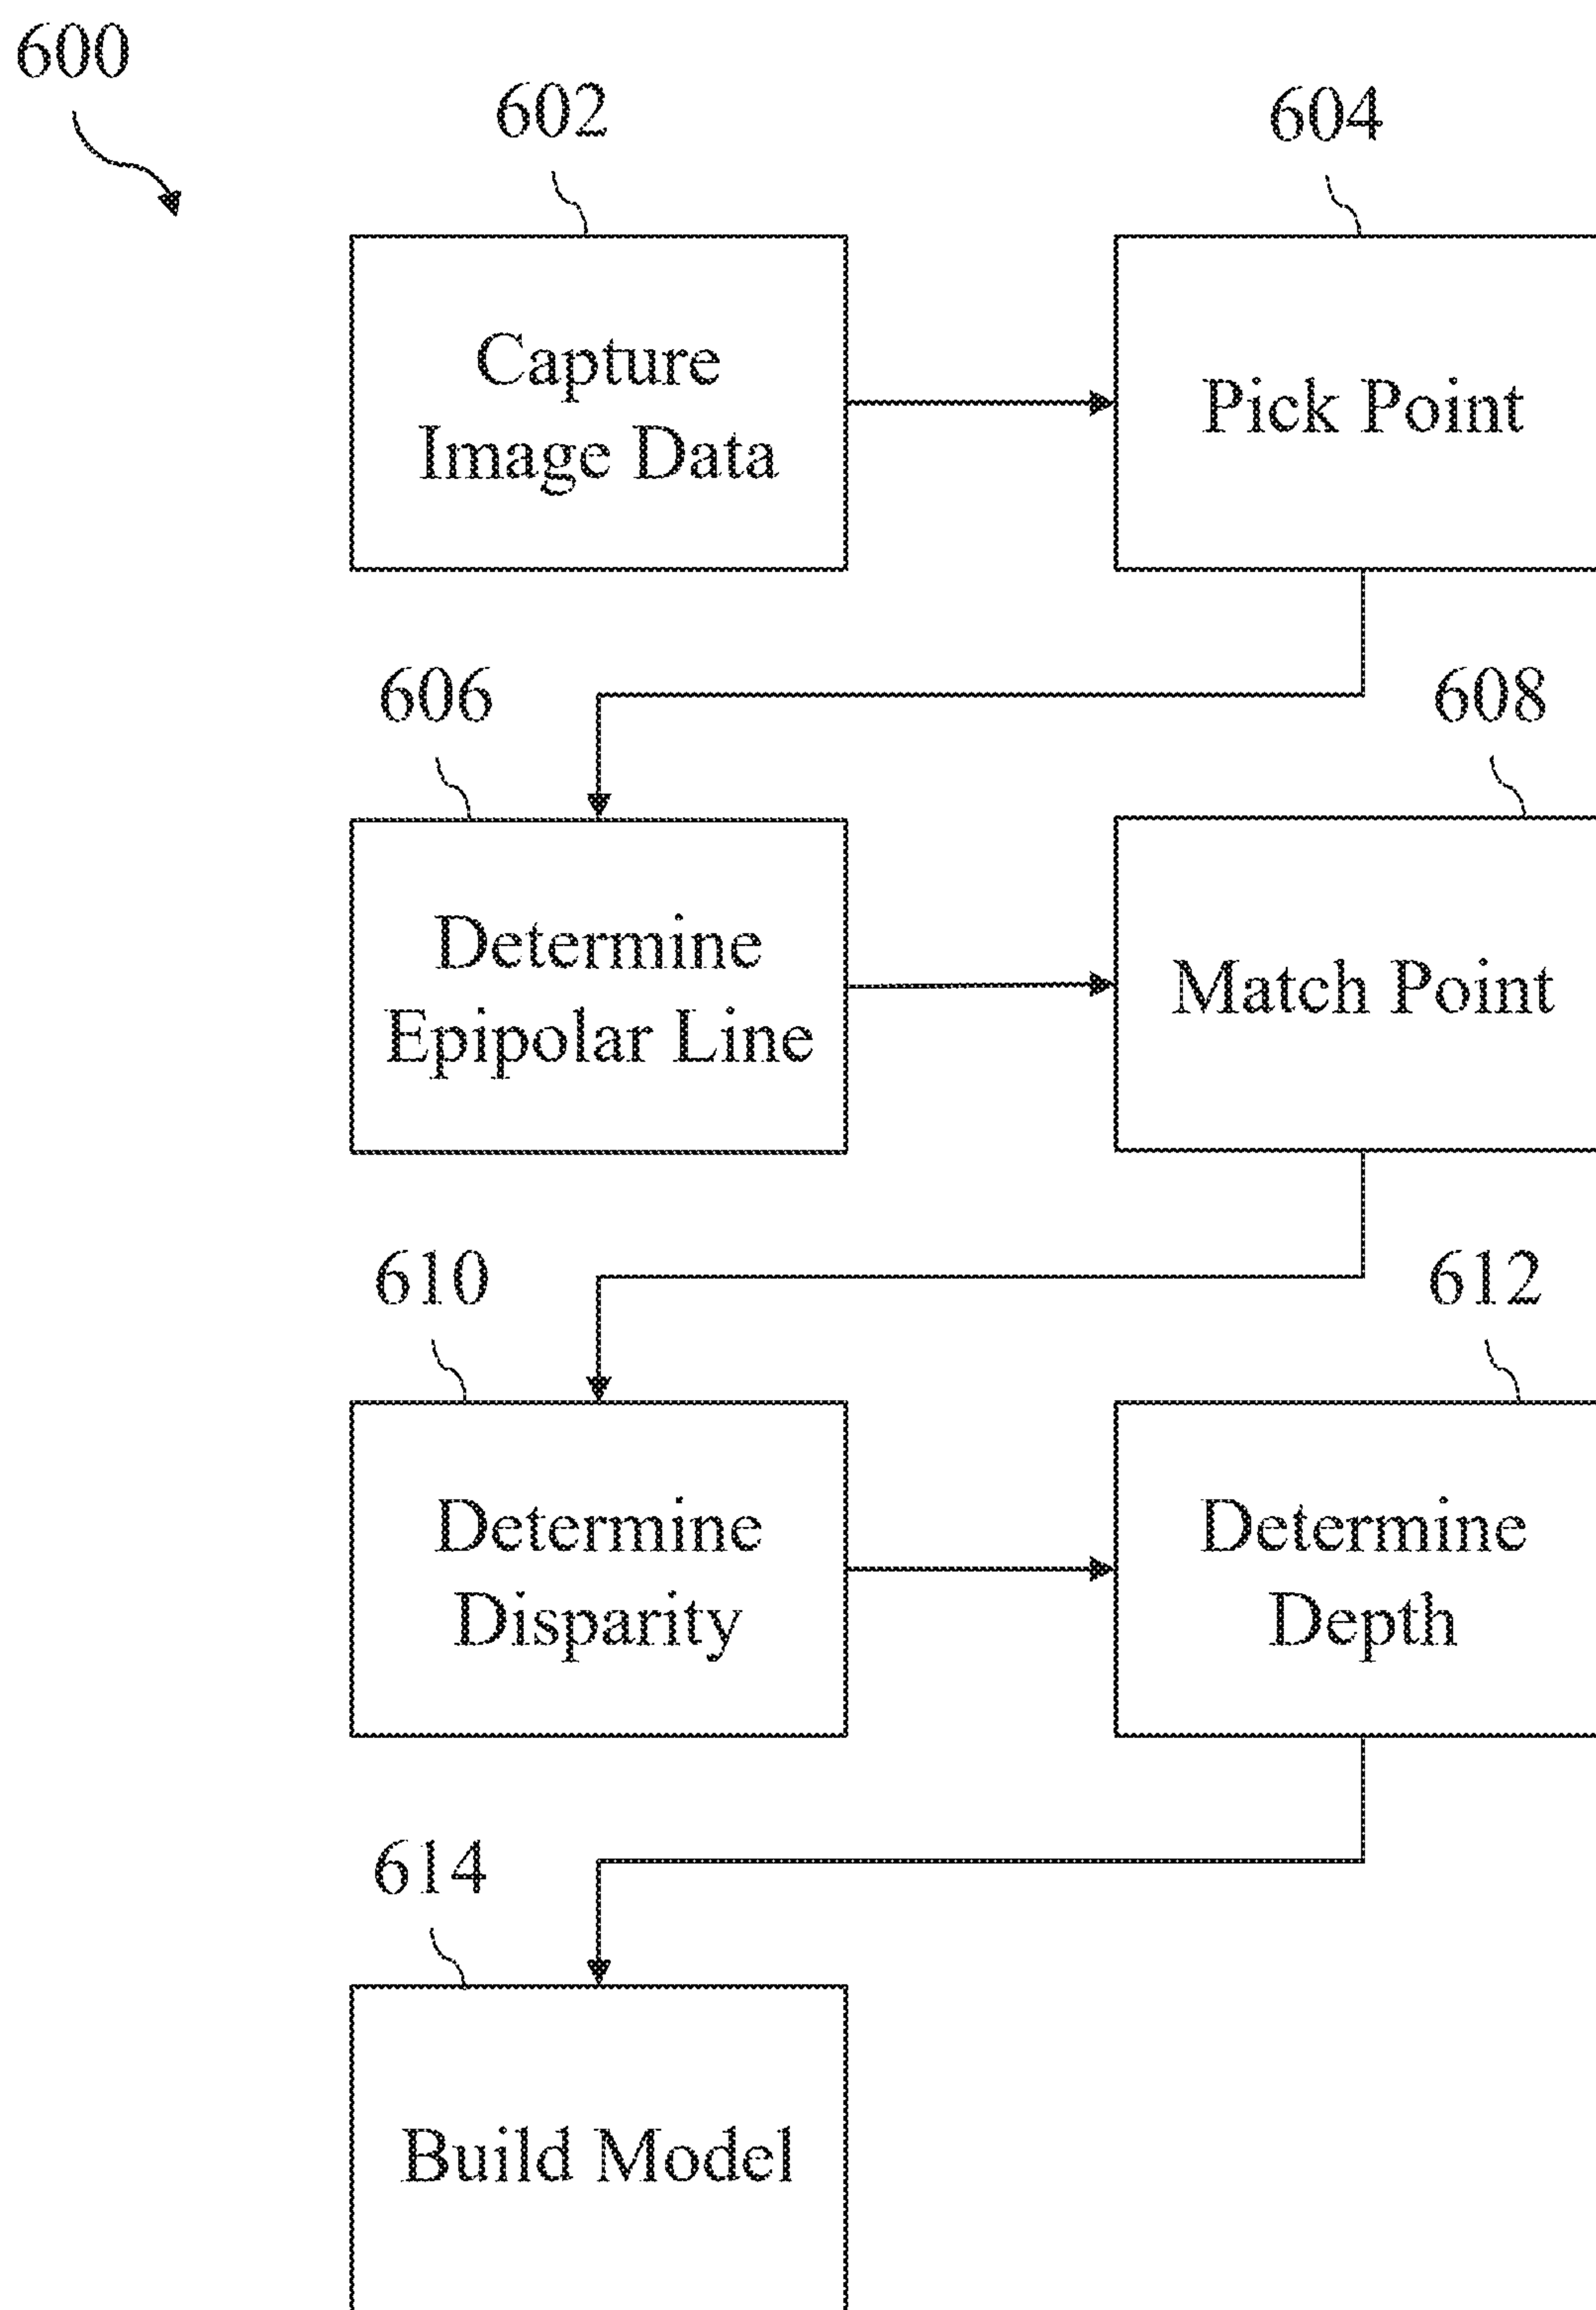 600
602
604
Capture
Image Data
Pick Point
606
608
Determine
Epipolar Line
Match Point
610
612
Determine
Disparity
Determine
Depth
614
Build Model